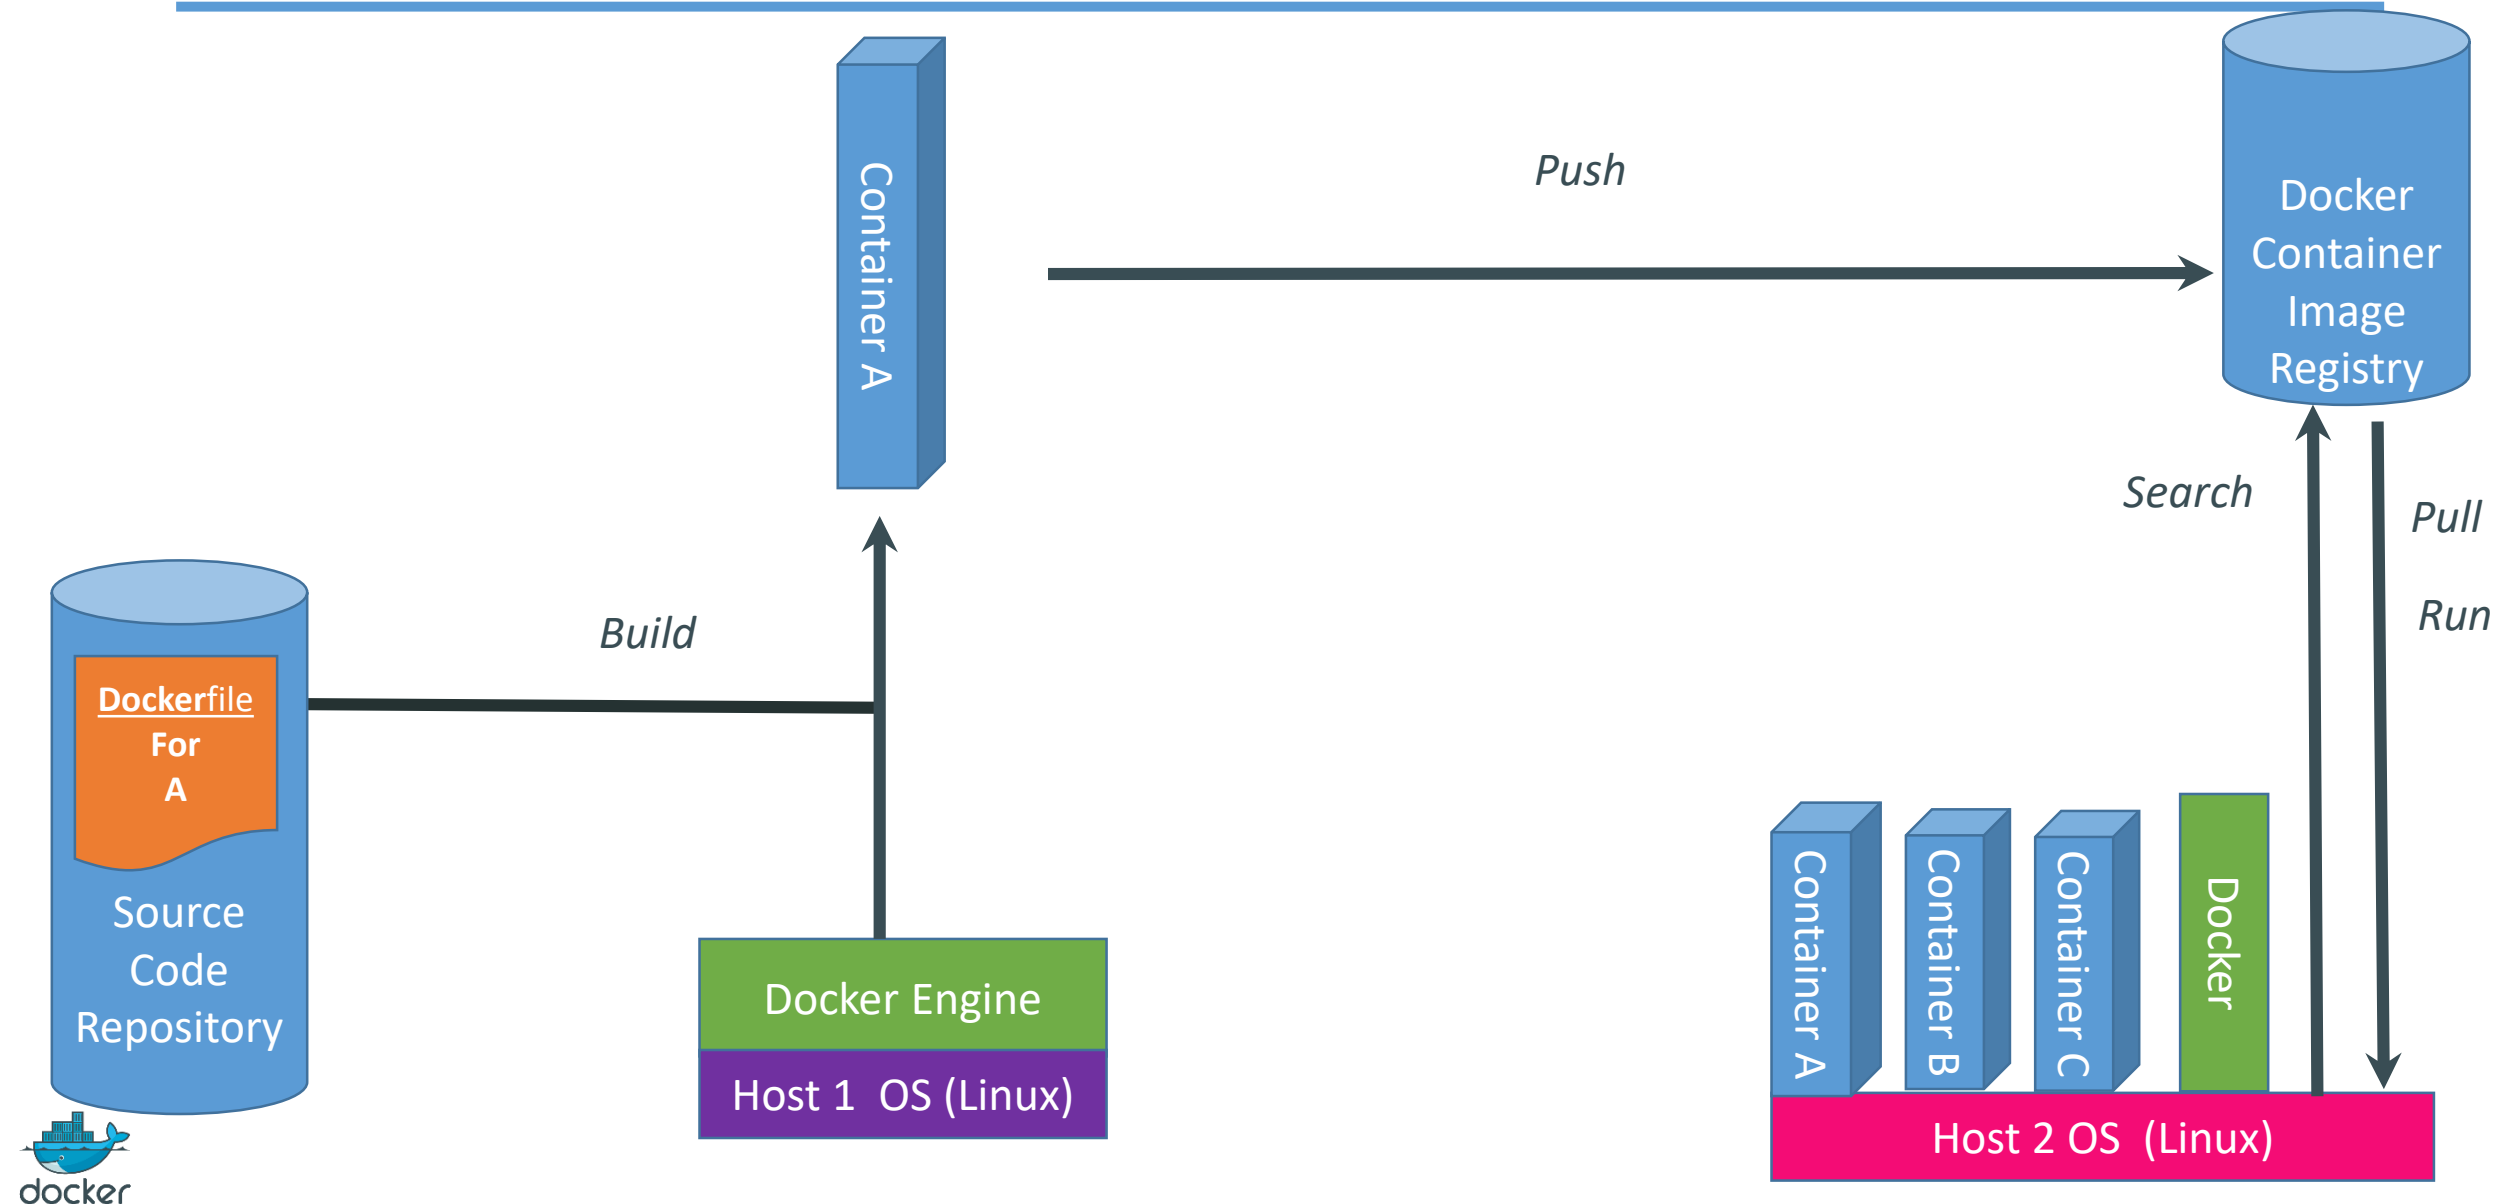 Container A
Push
Docker
Container
Image
Registry
Search
Pull
Run
Build
Dockerfile
For
A
Source
Code
Repository
Docker Engine
Host 1 OS (Linux)
Container A
Container B
Container C
Docker
Host 2 OS (Linux)
docker